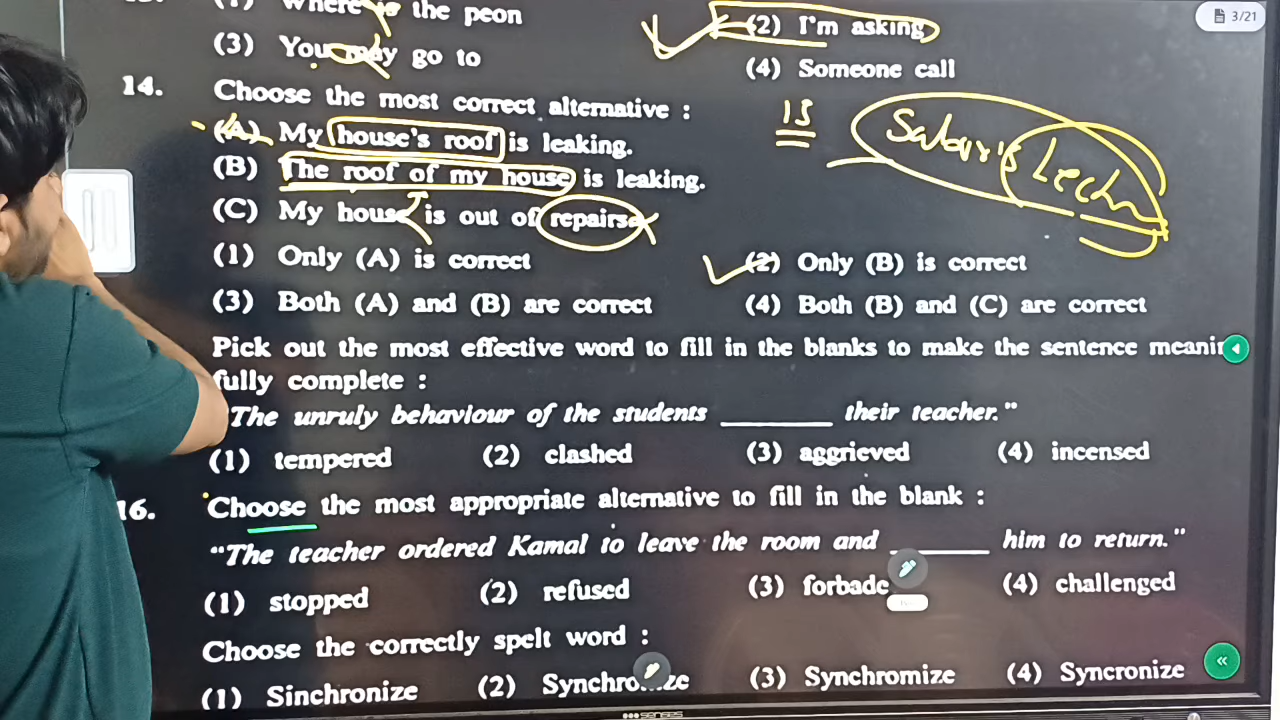 (1) Where is the peon
(2) I'm asking
3/21
(3) You may go to
(4) Someone call
14. Choose the most correct alternative :
(A) My house's roof is leaking.
IS
(B) The roof of my house is leaking.
(C) My house is out of repairs
(1) Only (A) is correct
(2) Only (B) is correct
(3) Both (A) and (B) are correct
(4) Both (B) and (C) are correct
Pick out the most effective word to fill in the blanks to make the sentence
fully complete :
"The unruly behaviour of the students ________ their teacher."
(1) tempered
(2) clashed
(3) aggrieved
(4) incensed
16. Choose the most appropriate alternative to fill in the blank :
"The teacher ordered Kamal to leave the room and ________ him to return."
(1) stopped
(2) refused
(3) forbade
(4) challenged
Choose the correctly spelt word :
(1) Sinchronize
(2)
(3) Synchromize
(4) Syncronize